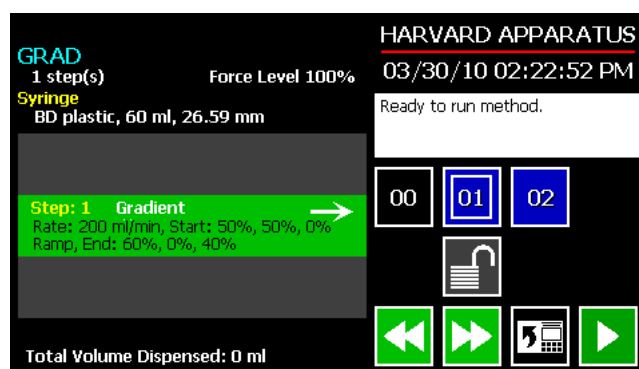 GRAD
1 step(s) Force Level 100%
Syringe
BD plastic, 60 ml, 26.59 mm
Step: 1 Gradient
Rate: 200 ml/min, Start: 50%, 50%, 0%
Ramp, End: 60%, 0%, 40%
Total Volume Dispensed: 0 ml
HARVARD APPARATUS
03/30/10 02:22:52 PM
Ready to run method.
00 01 02